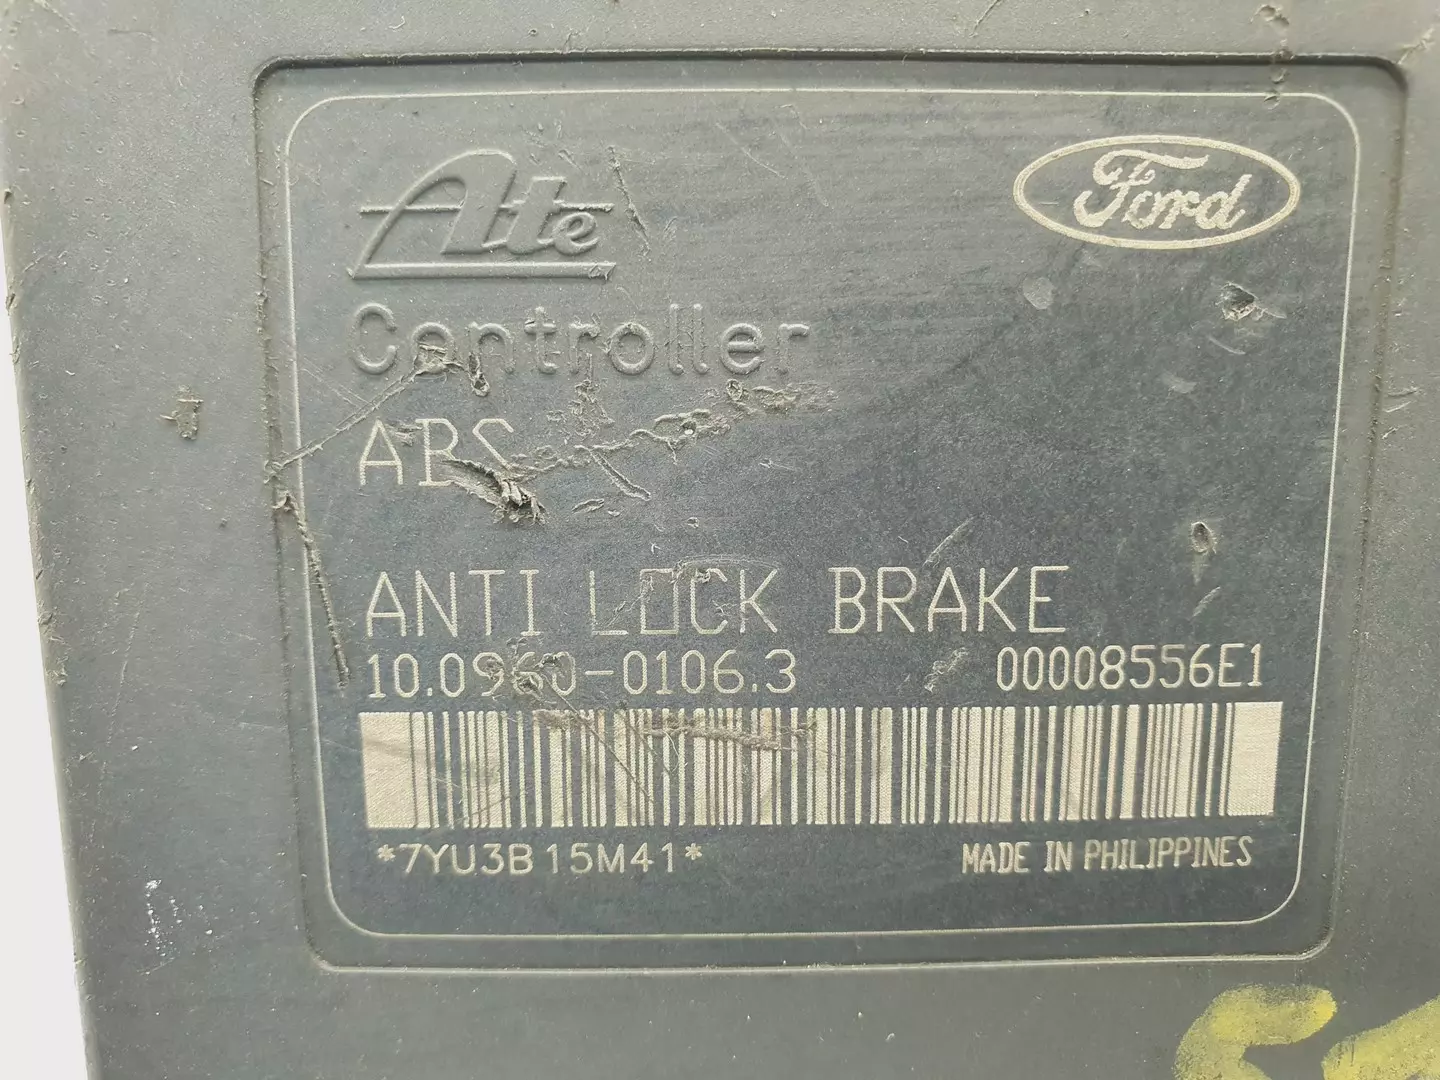 Ate
Ford
Controller
ABS
ANTI LOCK BRAKE
10.0960-0106.3
00008556E1
*7YU3B15M41*
MADE IN PHILIPPINES